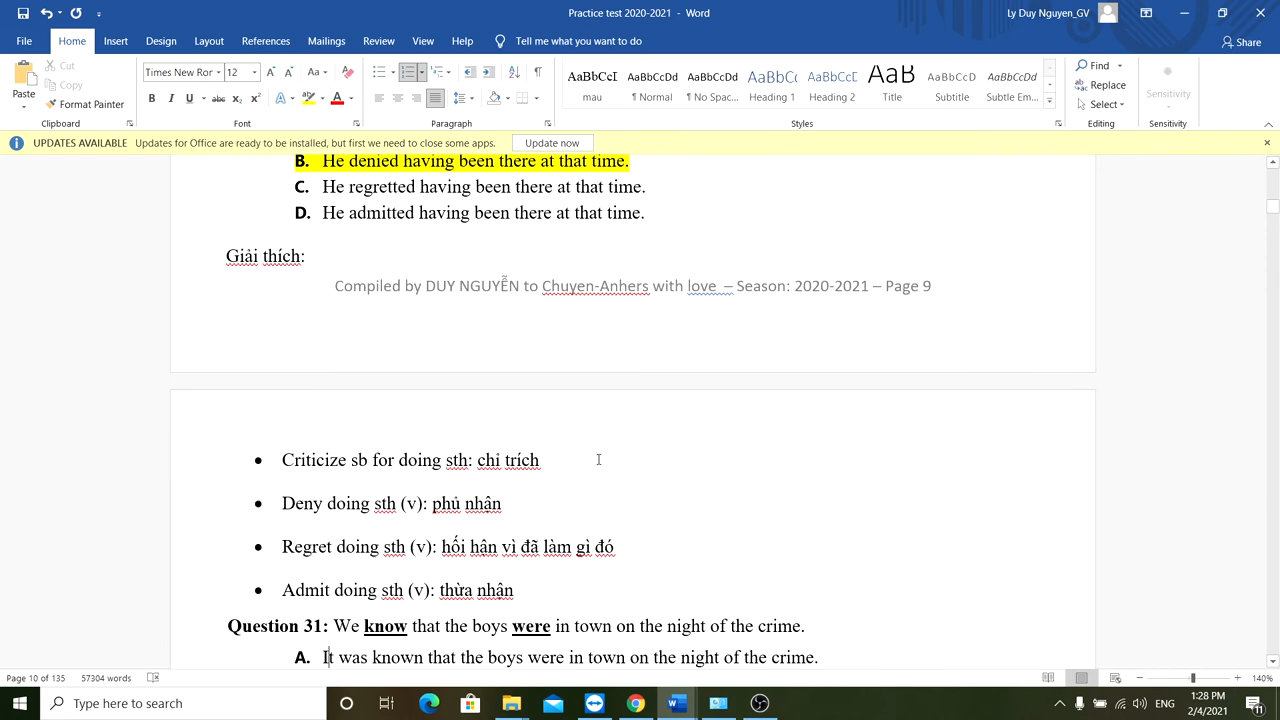 Practice test 2020-2021 - Word
Ly Duy Nguyen_GV
File Home Insert Design Layout References Mailings Review View Help Tell me what you want to do Share
Cut
Copy
Format Painter
Paste
Times New Ror 12
Aa
B I U abc x₂ x² A A
AaBbCcI AaBbCcDd AaBbCcDd AaBbC( AaBbCcE AaB AaBbCcD AaBbCcDd
mau ¶ Normal ¶ No Spac... Heading 1 Heading 2 Title Subtitle Subtle Em...
Find
Replace
Select
Sensitivity
Clipboard Font Paragraph Styles Editing Sensitivity
UPDATES AVAILABLE Updates for Office are ready to be installed, but first we need to close some apps. Update now
B. He denied having been there at that time.
C. He regretted having been there at that time.
D. He admitted having been there at that time.
Giải thích:
Compiled by DUY NGUYỄN to Chuyen-Anhers with love – Season: 2020-2021 – Page 9
• Criticize sb for doing sth: chỉ trích
• Deny doing sth (v): phủ nhận
• Regret doing sth (v): hối hận vì đã làm gì đó
• Admit doing sth (v): thừa nhận
Question 31: We know that the boys were in town on the night of the crime.
A. It was known that the boys were in town on the night of the crime.
Page 10 of 135 57304 words 140%
Type here to search
ENG
1:28 PM
2/4/2021
11